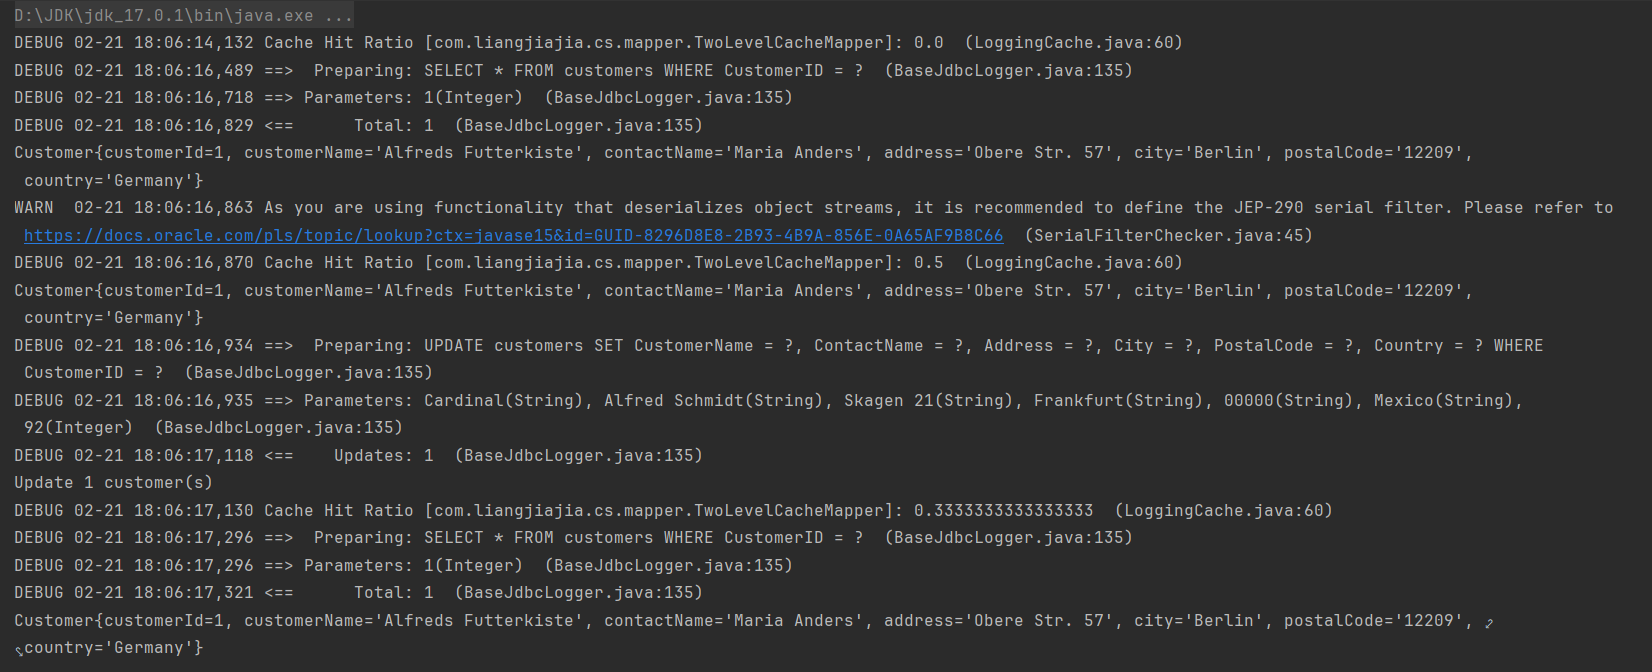 D:\JDK\jdk_17.0.1\bin\java.exe ...
DEBUG 02-21 18:06:14,132 Cache Hit Ratio [com.liangjiajia.cs.mapper.TwoLevelCacheMapper]: 0.0  (LoggingCache.java:60)
DEBUG 02-21 18:06:16,489 ==>  Preparing: SELECT * FROM customers WHERE CustomerID = ?  (BaseJdbcLogger.java:135)
DEBUG 02-21 18:06:16,718 ==> Parameters: 1(Integer)  (BaseJdbcLogger.java:135)
DEBUG 02-21 18:06:16,829 <==      Total: 1  (BaseJdbcLogger.java:135)
Customer{customerId=1, customerName='Alfreds Futterkiste', contactName='Maria Anders', address='Obere Str. 57', city='Berlin', postalCode='12209',
country='Germany'}
WARN  02-21 18:06:16,863 As you are using functionality that deserializes object streams, it is recommended to define the JEP-290 serial filter. Please refer to
https://docs.oracle.com/pls/topic/lookup?ctx=javase15&id=GUID-8296D8E8-2B93-4B9A-856E-0A65AF9B8C66  (SerialFilterChecker.java:45)
DEBUG 02-21 18:06:16,870 Cache Hit Ratio [com.liangjiajia.cs.mapper.TwoLevelCacheMapper]: 0.5  (LoggingCache.java:60)
Customer{customerId=1, customerName='Alfreds Futterkiste', contactName='Maria Anders', address='Obere Str. 57', city='Berlin', postalCode='12209',
country='Germany'}
DEBUG 02-21 18:06:16,934 ==>  Preparing: UPDATE customers SET CustomerName = ?, ContactName = ?, Address = ?, City = ?, PostalCode = ?, Country = ? WHERE
CustomerID = ?  (BaseJdbcLogger.java:135)
DEBUG 02-21 18:06:16,935 ==> Parameters: Cardinal(String), Alfred Schmidt(String), Skagen 21(String), Frankfurt(String), 00000(String), Mexico(String),
92(Integer)  (BaseJdbcLogger.java:135)
DEBUG 02-21 18:06:17,118 <==    Updates: 1  (BaseJdbcLogger.java:135)
Update 1 customer(s)
DEBUG 02-21 18:06:17,130 Cache Hit Ratio [com.liangjiajia.cs.mapper.TwoLevelCacheMapper]: 0.3333333333333333  (LoggingCache.java:60)
DEBUG 02-21 18:06:17,296 ==>  Preparing: SELECT * FROM customers WHERE CustomerID = ?  (BaseJdbcLogger.java:135)
DEBUG 02-21 18:06:17,296 ==> Parameters: 1(Integer)  (BaseJdbcLogger.java:135)
DEBUG 02-21 18:06:17,321 <==      Total: 1  (BaseJdbcLogger.java:135)
Customer{customerId=1, customerName='Alfreds Futterkiste', contactName='Maria Anders', address='Obere Str. 57', city='Berlin', postalCode='12209',
country='Germany'}